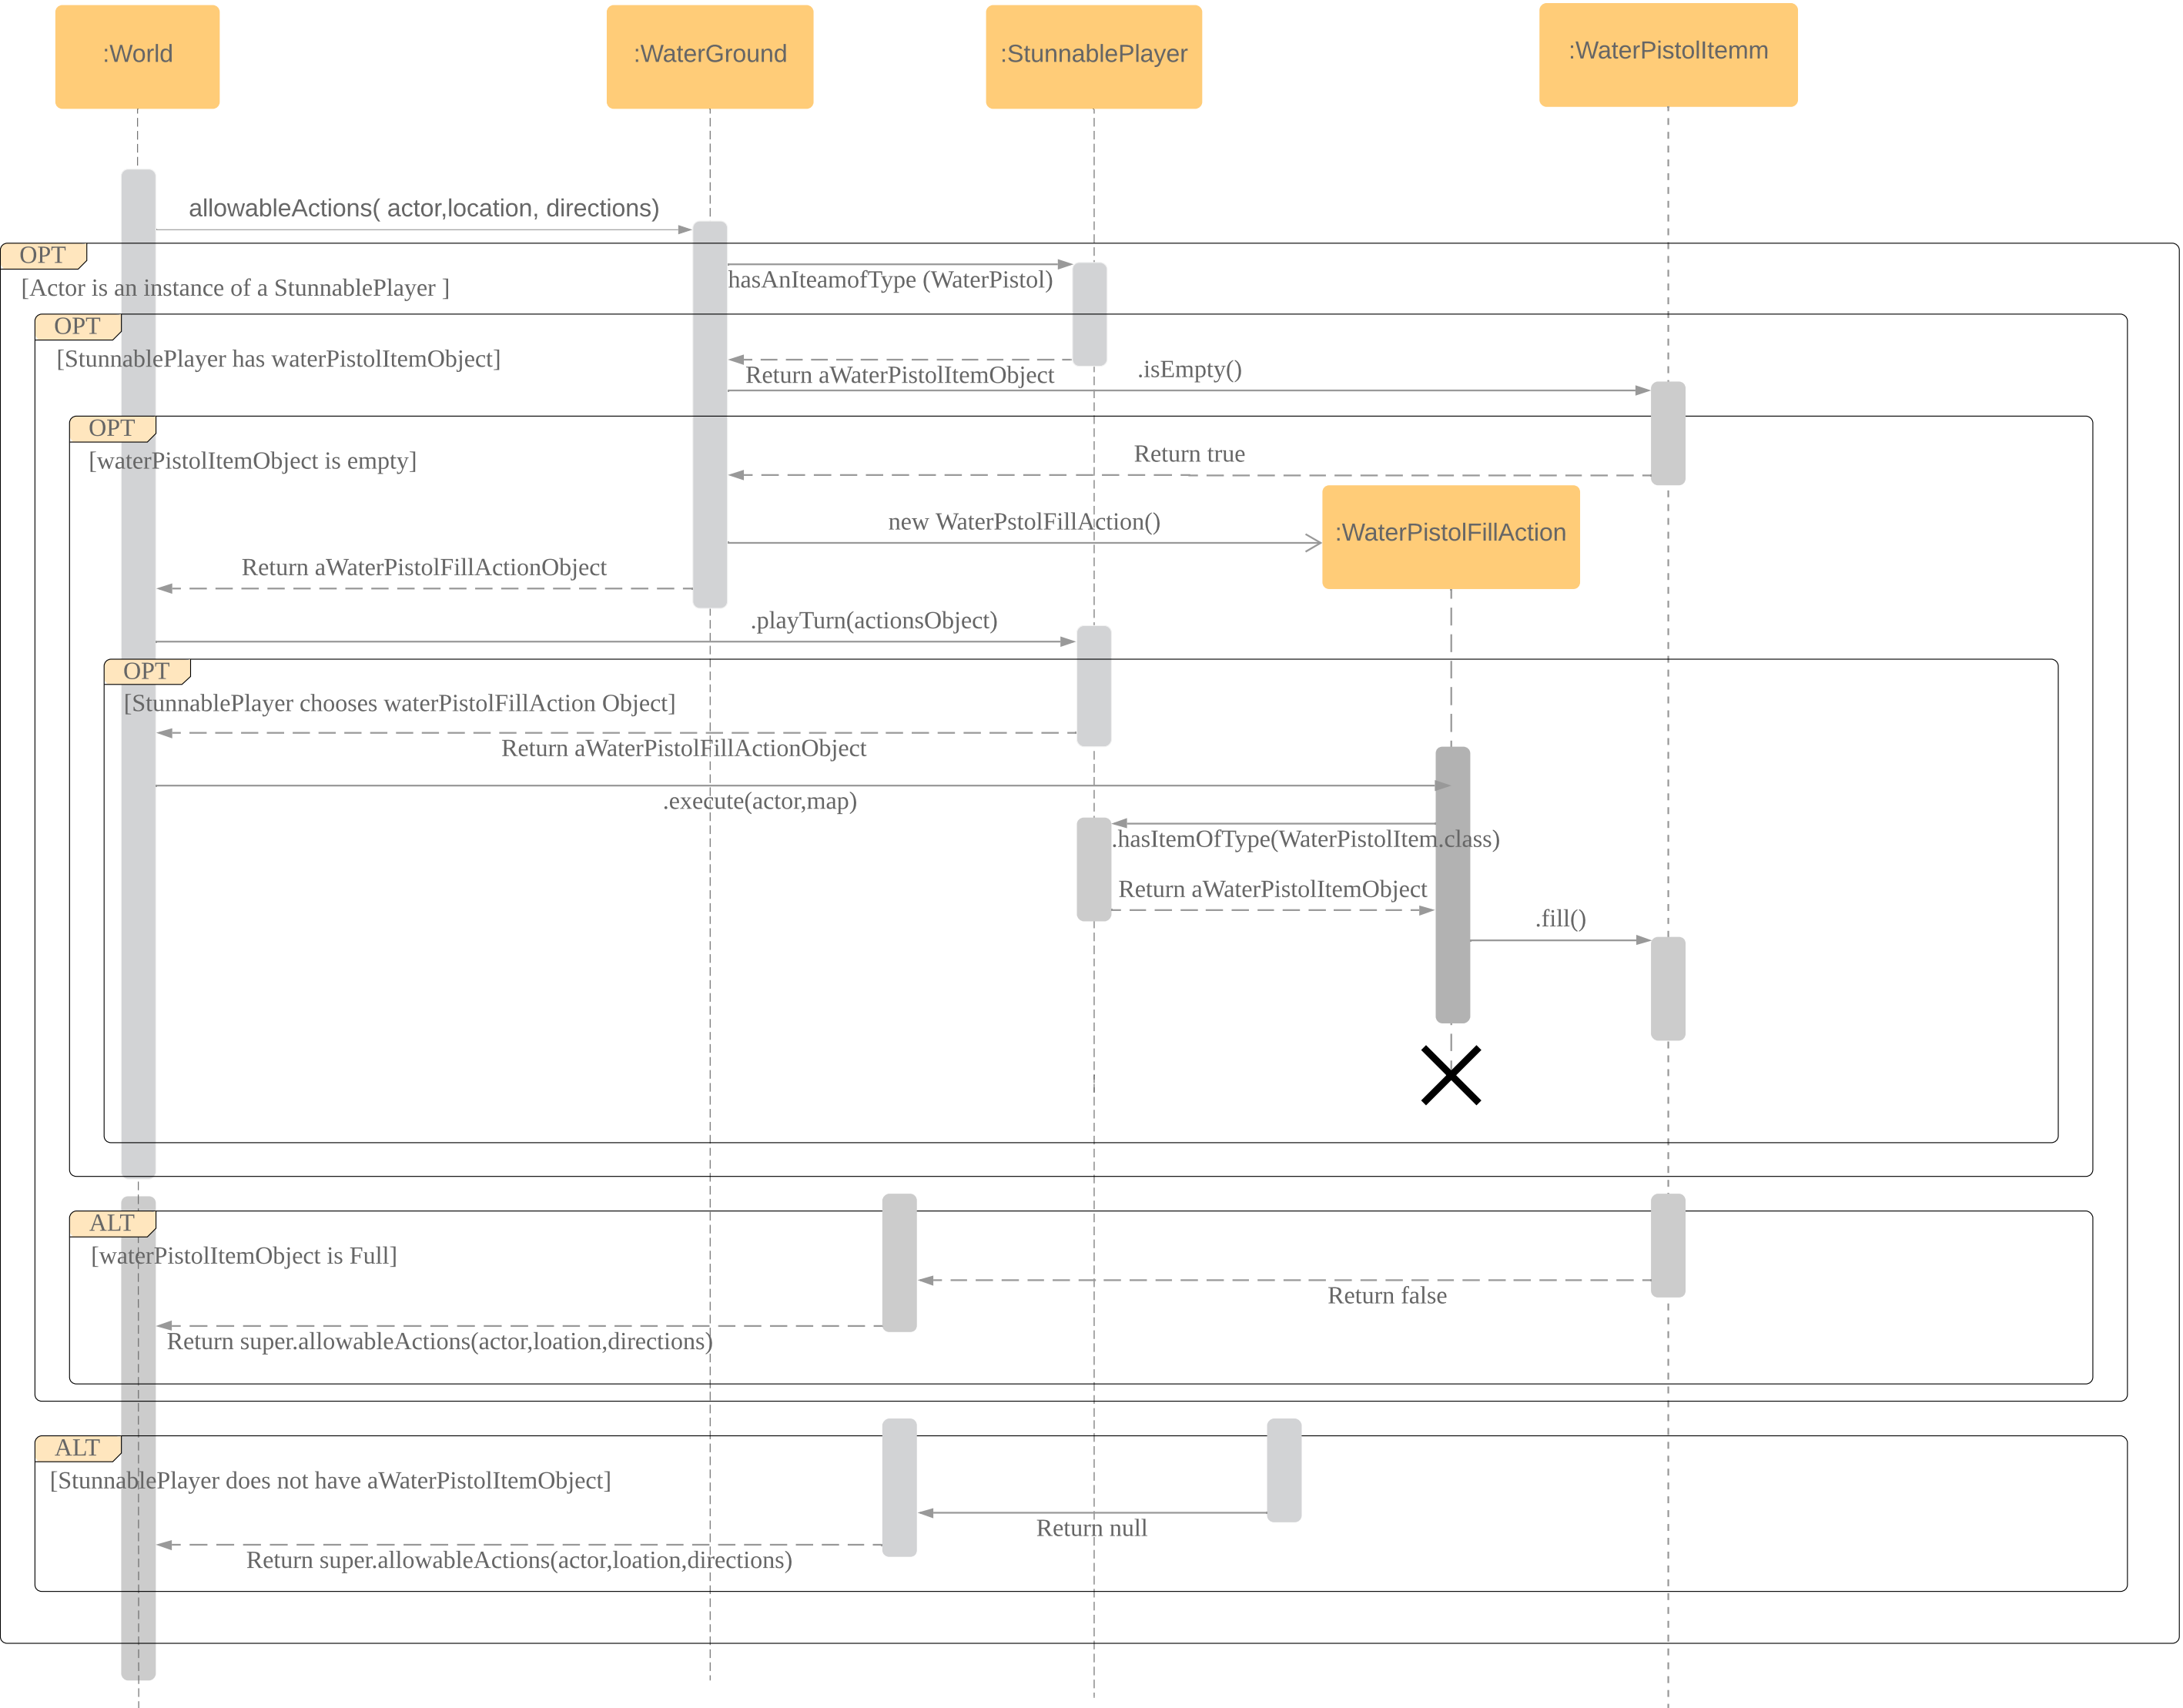 :World
:WaterGround
:StunnablePlayer
:WaterPistolItemm
allowableActions( actor,location, directions)
OPT
[Actor is an instance of a StunnablePlayer ]
hasAnIteamofType (WaterPistol)
OPT
[StunnablePlayer has waterPistolItemObject]
Return aWaterPistolItemObject
.isEmpty()
OPT
[waterPistolItemObject is empty]
Return true
new WaterPstolFillAction()
:WaterPistolFillAction
Return aWaterPistolFillActionObject
.playTurn(actionsObject)
OPT
[StunnablePlayer chooses waterPistolFillAction Object]
Return aWaterPistolFillActionObject
.execute(actor,map)
.hasItemOfType(WaterPistolItem.class)
Return aWaterPistolItemObject
.fill()
ALT
[waterPistolItemObject is Full]
Return false
Return super.allowableActions(actor,loation,directions)
ALT
[StunnablePlayer does not have aWaterPistolItemObject]
Return null
Return super.allowableActions(actor,loation,directions)